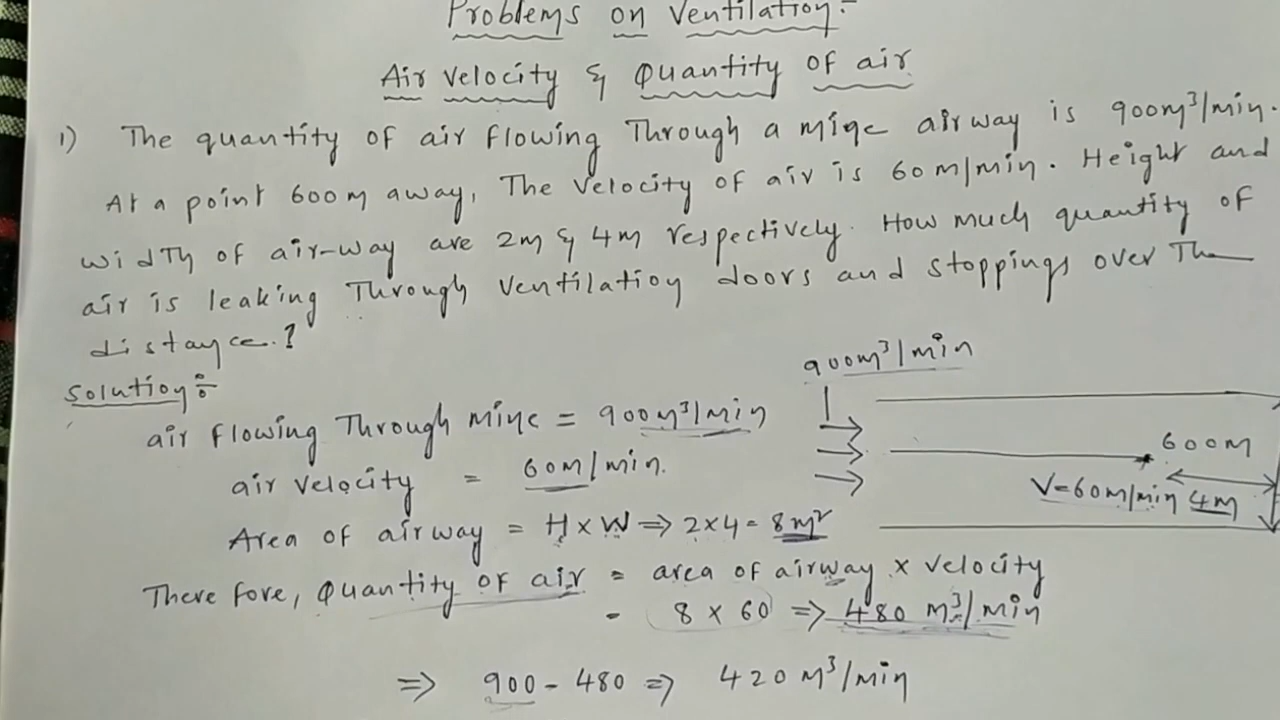 Problems on Ventilation:-
Air Velocity & Quantity of air
1) The quantity of air flowing Through a mine airway is 900m³/min.
At a point 600m away, The Velocity of air is 60m/min. Height and
width of air-way are 2m & 4m respectively. How much quantity of
air is leaking Through Ventilation doors and stoppings over The
distance.?
Solution:
air flowing Through mine = 900m³/min
air velocity = 60m/min.
Area of airway = H×W ⇒ 2×4 = 8m²
There fore, Quantity of air = area of airway × velocity
= 8 × 60 ⇒ 480 m³/min
⇒ 900 - 480 ⇒ 420 m³/min
900m³/min
600m
V=60m/min 4m